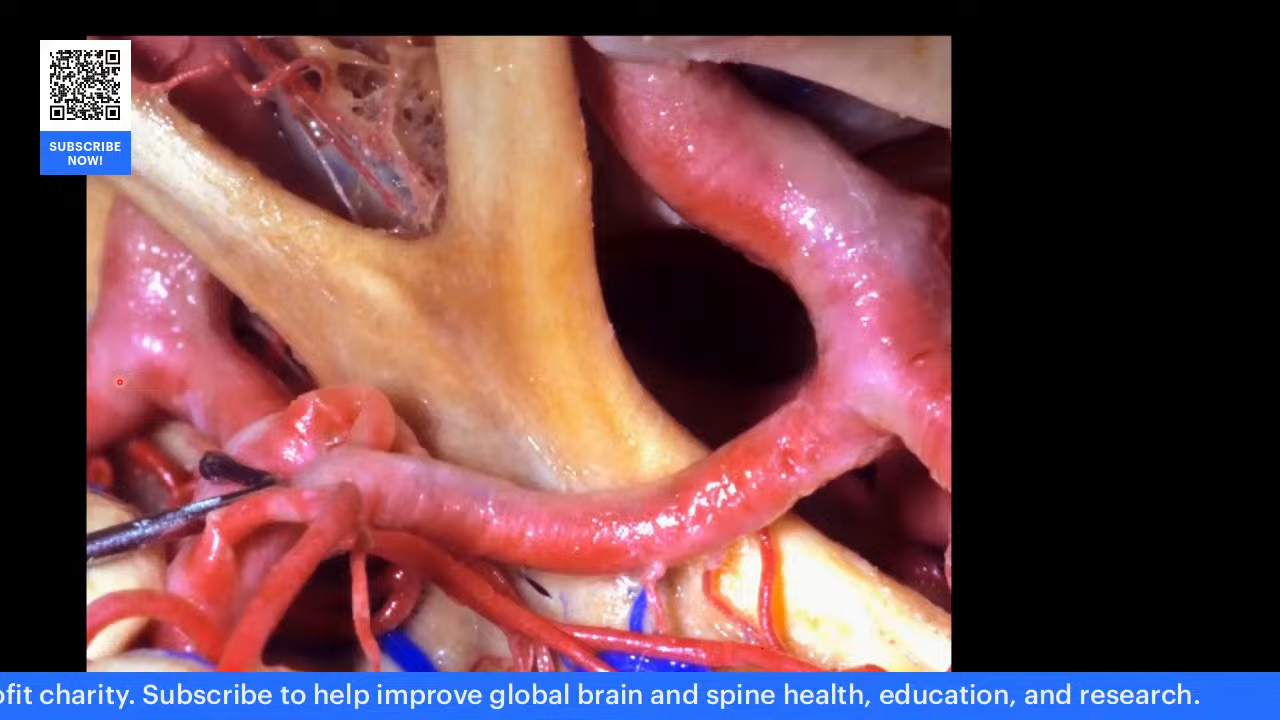 SUBSCRIBE
NOW!
ofit charity. Subscribe to help improve global brain and spine health, education, and research.